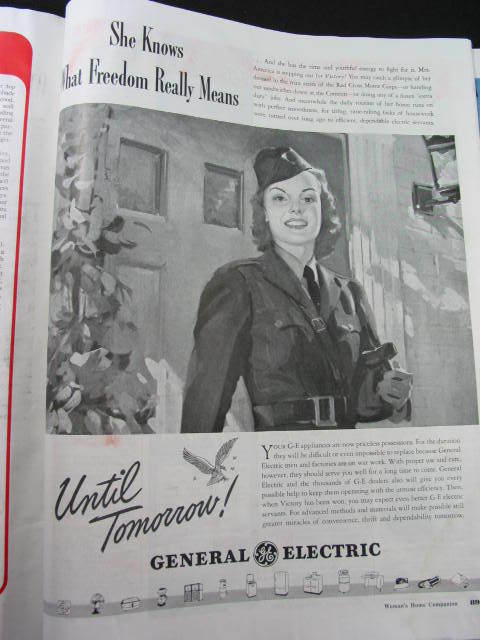 She Knows
What Freedom Really Means
. . . And she has the time and youthful energy to fight for it. Mrs.
America is stepping out for Victory! You may catch a glimpse of her
dressed in the trim attire of the Red Cross Motor Corps—or handing
out sandwiches down at the Canteen—or doing any of a dozen "extra
duty" jobs. And meanwhile the daily routine of her home runs on
with perfect smoothness, for tiring, time-taking tasks of housework
were turned over long ago to efficient, dependable electric servants
Until
Tomorrow!
YOUR G-E appliances are now priceless possessions. For the duration
they will be difficult or even impossible to replace because General
Electric men and factories are on war work. With proper use and care,
however, they should serve you well for a long time to come. General
Electric and the thousands of G-E dealers also will give you every
possible help to keep them operating with the utmost efficiency. Then,
when Victory has been won, you may expect even better G-E electric
servants. For advanced methods and materials will make possible still
greater miracles of convenience, thrift and dependability tomorrow.
GENERAL GE ELECTRIC
Woman's Home Companion 89